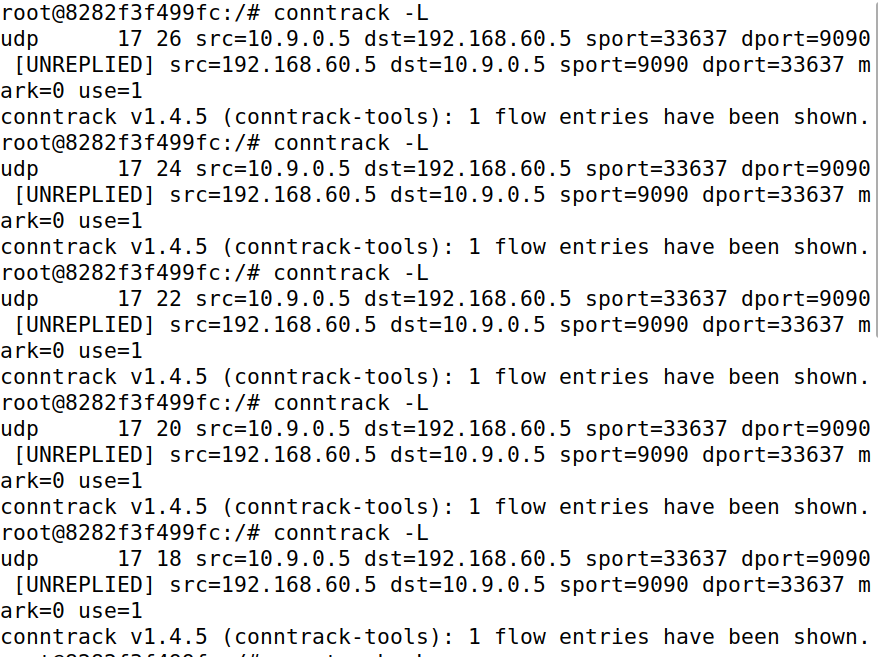 root@8282f3f499fc:/# conntrack -L
udp      17 26 src=10.9.0.5 dst=192.168.60.5 sport=33637 dport=9090
 [UNREPLIED] src=192.168.60.5 dst=10.9.0.5 sport=9090 dport=33637 m
ark=0 use=1
conntrack v1.4.5 (conntrack-tools): 1 flow entries have been shown.
root@8282f3f499fc:/# conntrack -L
udp      17 24 src=10.9.0.5 dst=192.168.60.5 sport=33637 dport=9090
 [UNREPLIED] src=192.168.60.5 dst=10.9.0.5 sport=9090 dport=33637 m
ark=0 use=1
conntrack v1.4.5 (conntrack-tools): 1 flow entries have been shown.
root@8282f3f499fc:/# conntrack -L
udp      17 22 src=10.9.0.5 dst=192.168.60.5 sport=33637 dport=9090
 [UNREPLIED] src=192.168.60.5 dst=10.9.0.5 sport=9090 dport=33637 m
ark=0 use=1
conntrack v1.4.5 (conntrack-tools): 1 flow entries have been shown.
root@8282f3f499fc:/# conntrack -L
udp      17 20 src=10.9.0.5 dst=192.168.60.5 sport=33637 dport=9090
 [UNREPLIED] src=192.168.60.5 dst=10.9.0.5 sport=9090 dport=33637 m
ark=0 use=1
conntrack v1.4.5 (conntrack-tools): 1 flow entries have been shown.
root@8282f3f499fc:/# conntrack -L
udp      17 18 src=10.9.0.5 dst=192.168.60.5 sport=33637 dport=9090
 [UNREPLIED] src=192.168.60.5 dst=10.9.0.5 sport=9090 dport=33637 m
ark=0 use=1
conntrack v1.4.5 (conntrack-tools): 1 flow entries have been shown.